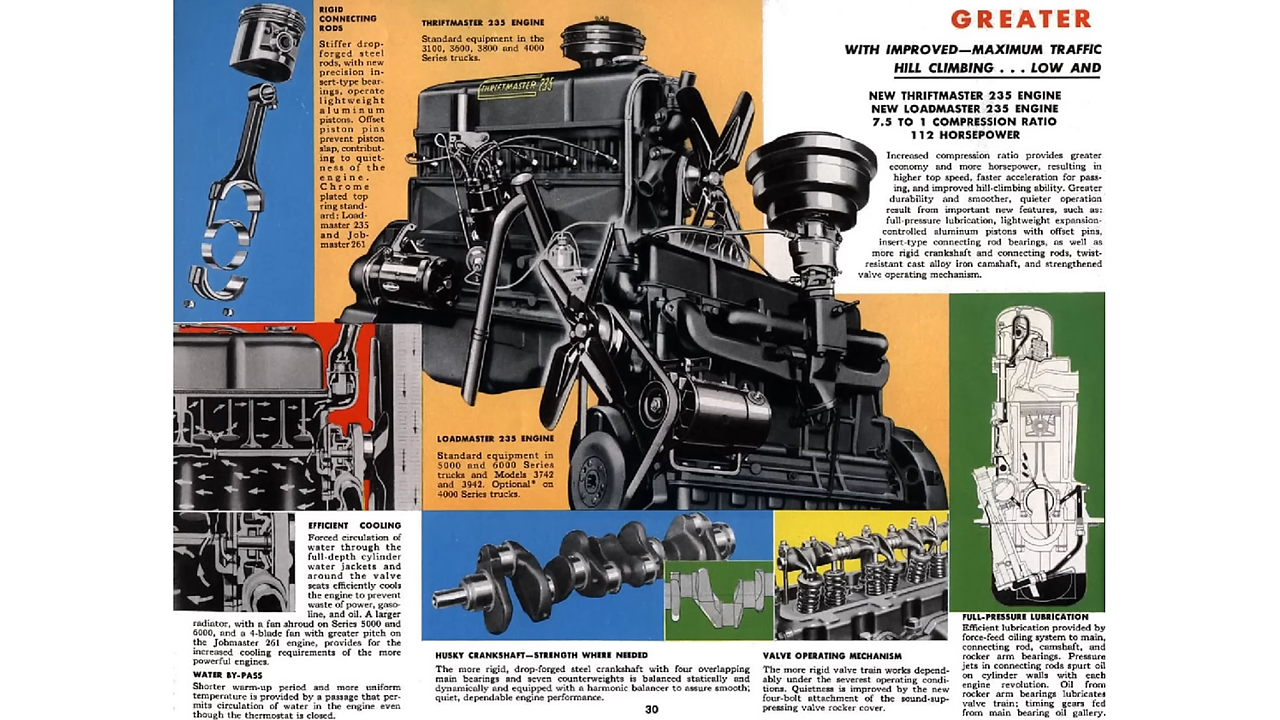 RIGID
CONNECTING
RODS
Stiffer drop-
forged steel
rods, with new
precision in-
sert-type bear-
ings, operate
lightweight
aluminum
pistons. Offset
piston pins
prevent piston
slap, contribut-
ing to quiet-
ness of the
engine.
Chrome
plated top
ring stand-
ard: Load-
master 235
and Job-
master 261
THRIFTMASTER 235 ENGINE
Standard equipment in the
3100, 3600, 3800 and 4000
Series trucks.
THRIFTMASTER 235
GREATER
WITH IMPROVED—MAXIMUM TRAFFIC
HILL CLIMBING . . . LOW AND
NEW THRIFTMASTER 235 ENGINE
NEW LOADMASTER 235 ENGINE
7.5 TO 1 COMPRESSION RATIO
112 HORSEPOWER
Increased compression ratio provides greater
economy and more horsepower, resulting in
higher top speed, faster acceleration for pass-
ing, and improved hill-climbing ability. Greater
durability and smoother, quieter operation
result from important new features, such as:
full-pressure lubrication, lightweight expansion-
controlled aluminum pistons with offset pins,
insert-type connecting rod bearings, as well as
more rigid crankshaft and connecting rods, twist-
resistant cast alloy iron camshaft, and strengthened
valve operating mechanism.
LOADMASTER 235 ENGINE
Standard equipment in
5000 and 6000 Series
trucks and Models 3742
and 3942. Optional* on
4000 Series trucks.
EFFICIENT COOLING
Forced circulation of
water through the
full-depth cylinder
water jackets and
around the valve
seats efficiently cools
the engine to prevent
waste of power, gaso-
line, and oil. A larger
radiator, with a fan shroud on Series 5000 and
6000, and a 4-blade fan with greater pitch on
the Jobmaster 261 engine, provides for the
increased cooling requirements of the more
powerful engines.
WATER BY-PASS
Shorter warm-up period and more uniform
temperature is provided by a passage that per-
mits circulation of water in the engine even
though the thermostat is closed.
HUSKY CRANKSHAFT—STRENGTH WHERE NEEDED
The more rigid, drop-forged steel crankshaft with four overlapping
main bearings and seven counterweights is balanced statically and
dynamically and equipped with a harmonic balancer to assure smooth,
quiet, dependable engine performance.
VALVE OPERATING MECHANISM
The more rigid valve train works depend-
ably under the severest operating condi-
tions. Quietness is improved by the new
four-bolt attachment of the sound-sup-
pressing valve rocker cover.
FULL-PRESSURE LUBRICATION
Efficient lubrication provided by
force-feed oiling system to main,
connecting rod, camshaft, and
rocker arm bearings. Pressure
jets in connecting rods spurt oil
on cylinder walls with each
engine revolution. Oil from
rocker arm bearings lubricates
valve train; timing gears fed
from main bearing oil gallery.
30